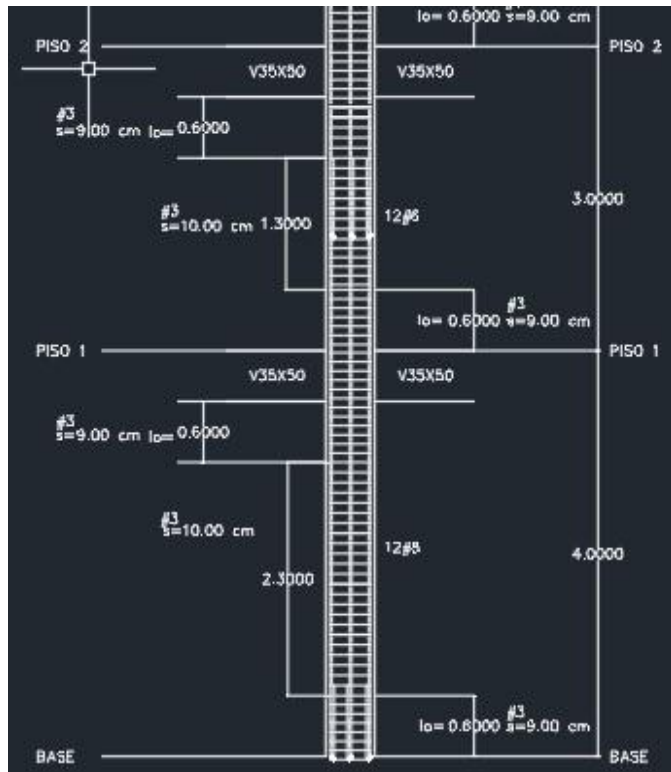 lo= 0.6000 s=9.00 cm
PISO 2
PISO 2
V35X50
V35X50
#3
s=9.00 cm lo= 0.6000
#3
s=10.00 cm 1.3000
12#6
3.0000
#3
lo= 0.6000 s=9.00 cm
PISO 1
PISO 1
V35X50
V35X50
#3
s=9.00 cm lo= 0.6000
#3
s=10.00 cm
12#8
4.0000
2.3000
#3
lo= 0.6000 s=9.00 cm
BASE
BASE